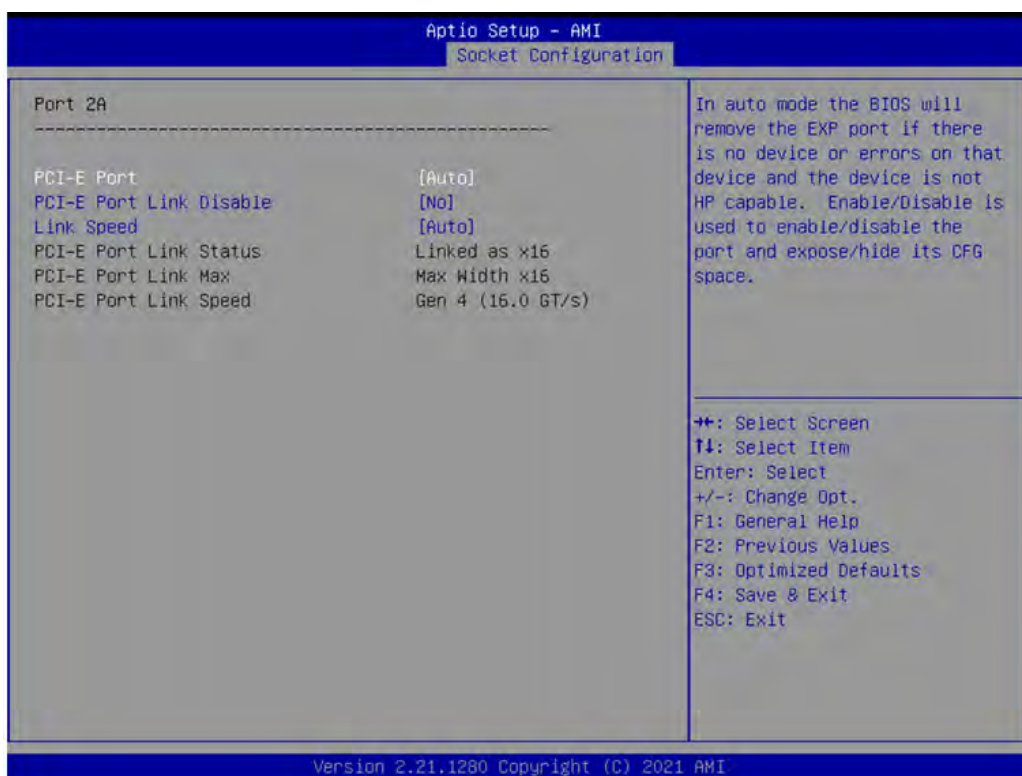 Aptio Setup - AMI
Socket Configuration
Port 2A
--------------------------------------------------
PCI-E Port [Auto]
PCI-E Port Link Disable [No]
Link Speed [Auto]
PCI-E Port Link Status Linked as x16
PCI-E Port Link Max Max Width x16
PCI-E Port Link Speed Gen 4 (16.0 GT/s)
In auto mode the BIOS will
remove the EXP port if there
is no device or errors on that
device and the device is not
HP capable. Enable/Disable is
used to enable/disable the
port and expose/hide its CFG
space.
→←: Select Screen
↑↓: Select Item
Enter: Select
+/-: Change Opt.
F1: General Help
F2: Previous Values
F3: Optimized Defaults
F4: Save & Exit
ESC: Exit
Version 2.21.1280 Copyright (C) 2021 AMI